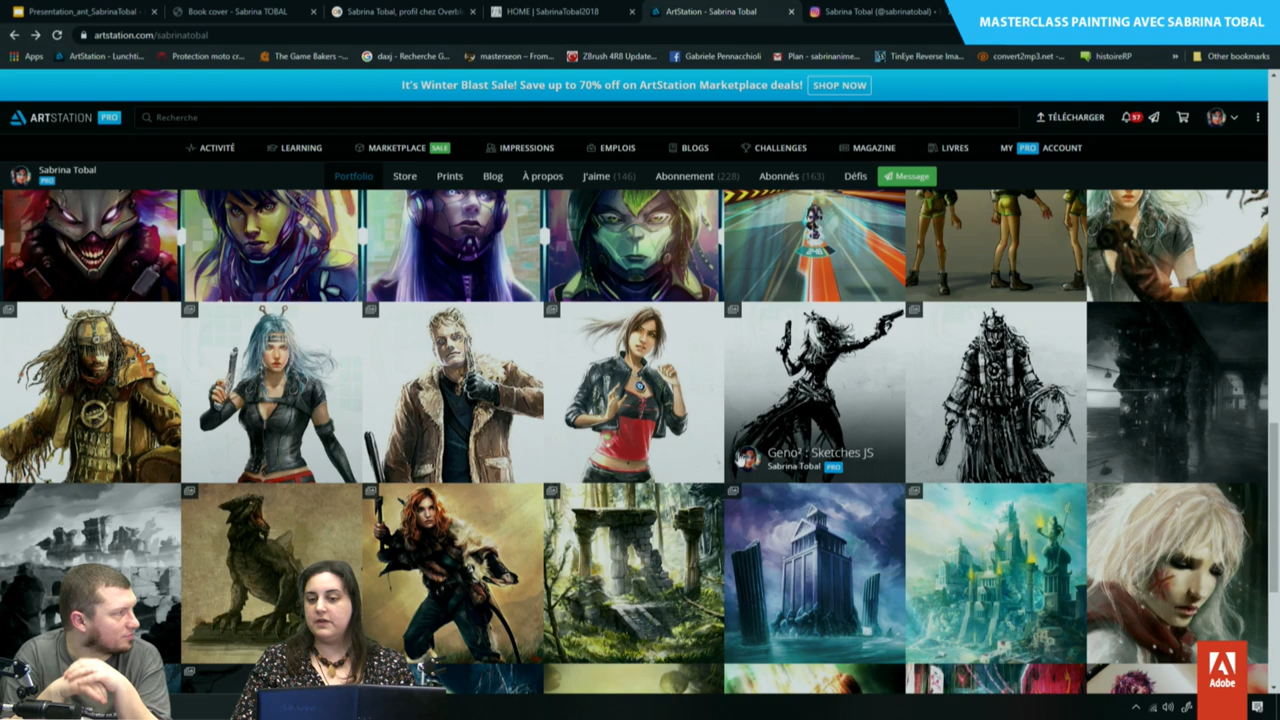 Presentation_ant_SabrinaTobal -
Book cover - Sabrina TOBAL
Sabrina Tobal, profil chez Overbl
HOME | SabrinaTobal2018
ArtStation - Sabrina Tobal
Sabrina Tobal (@sabrinatobal) •
MASTERCLASS PAINTING AVEC SABRINA TOBAL
artstation.com/sabrinatobal
Apps
ArtStation - Lunchti...
Protection moto cr...
The Game Bakers –...
daxj - Recherche G...
masterxeon – From...
ZBrush 4R8 Update...
Gabriele Pennacchioli
Plan - sabrinanime...
TinEye Reverse Ima...
convert2mp3.net -...
histoireRP
»
Other bookmarks
It's Winter Blast Sale! Save up to 70% off on ArtStation Marketplace deals! SHOP NOW
ARTSTATION PRO
Recherche
TÉLÉCHARGER
ACTIVITÉ
LEARNING
MARKETPLACE SALE
IMPRESSIONS
EMPLOIS
BLOGS
CHALLENGES
MAGAZINE
LIVRES
MY PRO ACCOUNT
Sabrina Tobal
PRO
Portfolio
Store
Prints
Blog
À propos
J'aime (146)
Abonnement (228)
Abonnés (163)
Défis
Message
Geno² : Sketches JS
Sabrina Tobal PRO
Adobe